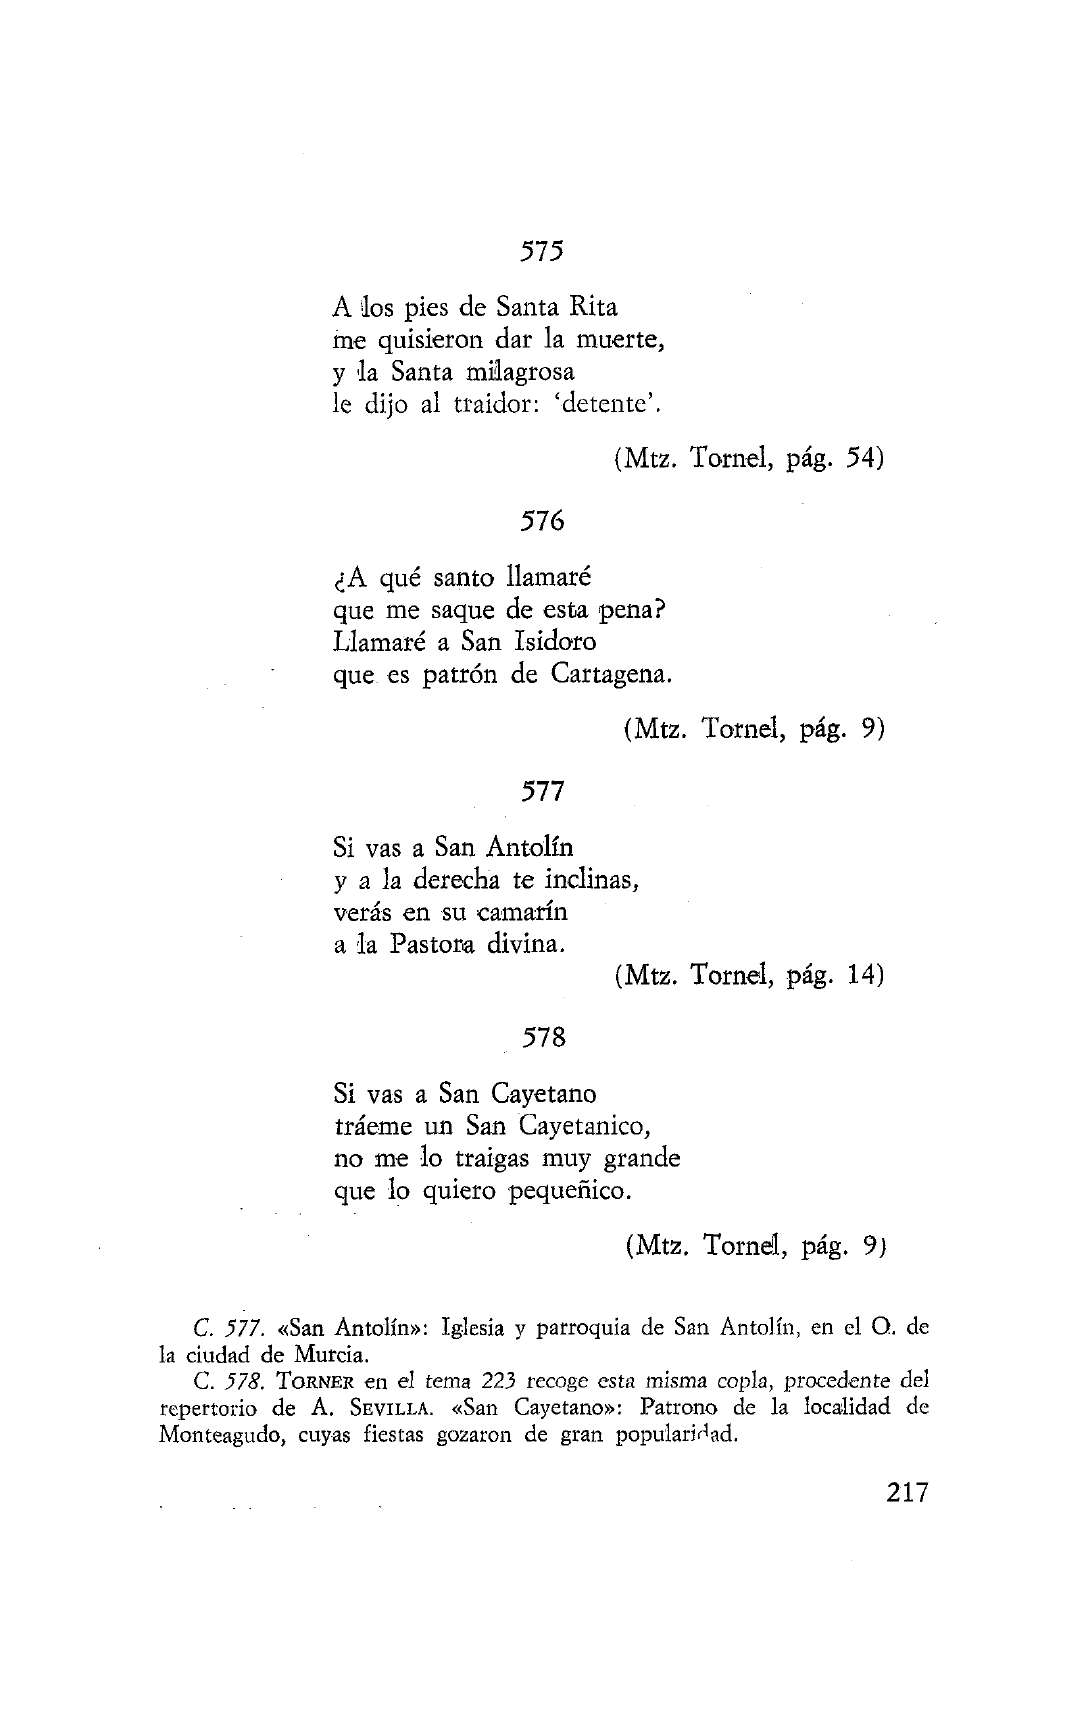 575
A los pies de Santa Rita
me quisieron dar la muerte,
y la Santa milagrosa
le dijo al traidor: ‘detente’.
(Mtz. Tornel, pág. 54)
576
¿A qué santo llamaré
que me saque de esta pena?
Llamaré a San Isidoro
que es patrón de Cartagena.
(Mtz. Tornel, pág. 9)
577
Si vas a San Antolín
y a la derecha te inclinas,
verás en su camarín
a la Pastora divina.
(Mtz. Tornel, pág. 14)
578
Si vas a San Cayetano
tráeme un San Cayetanico,
no me lo traigas muy grande
que lo quiero pequeñico.
(Mtz. Tornel, pág. 9)
C. 577. «San Antolín»: Iglesia y parroquia de San Antolín, en el O. de
la ciudad de Murcia.
C. 578. TORNER en el tema 223 recoge esta misma copla, procedente del
repertorio de A. SEVILLA. «San Cayetano»: Patrono de la localidad de
Monteagudo, cuyas fiestas gozaron de gran popularidad.
217